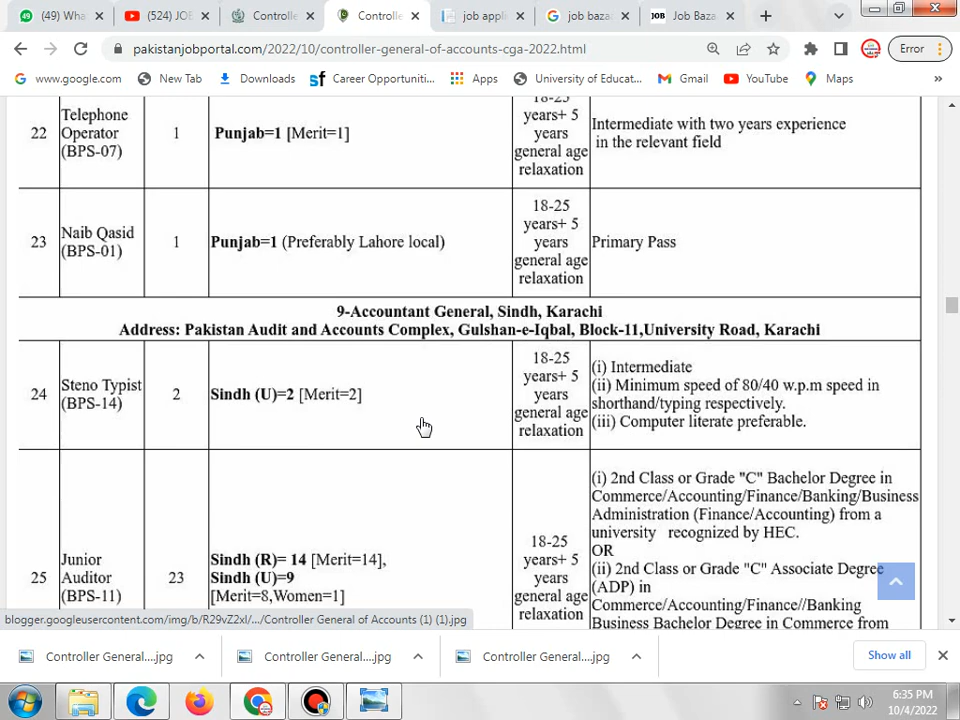 (49) Wha
(524) JOB
Controlle
Controlle
job appli
job baza
Job Baza
pakistanjobportal.com/2022/10/controller-general-of-accounts-cga-2022.html
Error
www.google.com
New Tab
Downloads
Career Opportuniti...
Apps
University of Educat...
Gmail
YouTube
Maps
»
22
Telephone
Operator
(BPS-07)
1
Punjab=1 [Merit=1]
18-25
years+ 5
years
general age
relaxation
Intermediate with two years experience
in the relevant field
23
Naib Qasid
(BPS-01)
1
Punjab=1 (Preferably Lahore local)
18-25
years+ 5
years
general age
relaxation
Primary Pass
9-Accountant General, Sindh, Karachi
Address: Pakistan Audit and Accounts Complex, Gulshan-e-Iqbal, Block-11,University Road, Karachi
24
Steno Typist
(BPS-14)
2
Sindh (U)=2 [Merit=2]
18-25
years+ 5
years
general age
relaxation
(i) Intermediate
(ii) Minimum speed of 80/40 w.p.m speed in
shorthand/typing respectively.
(iii) Computer literate preferable.
25
Junior
Auditor
(BPS-11)
23
Sindh (R)= 14 [Merit=14],
Sindh (U)=9
[Merit=8,Women=1]
18-25
years+ 5
years
general age
relaxation
(i) 2nd Class or Grade "C" Bachelor Degree in
Commerce/Accounting/Finance/Banking/Business
Administration (Finance/Accounting) from a
university recognized by HEC.
OR
(ii) 2nd Class or Grade "C" Associate Degree
(ADP) in
Commerce/Accounting/Finance//Banking
Business Bachelor Degree in Commerce from
blogger.googleusercontent.com/img/b/R29vZ2xl/.../Controller General of Accounts (1) (1).jpg
Controller General....jpg
Controller General....jpg
Controller General....jpg
Show all
6:35 PM
10/4/2022